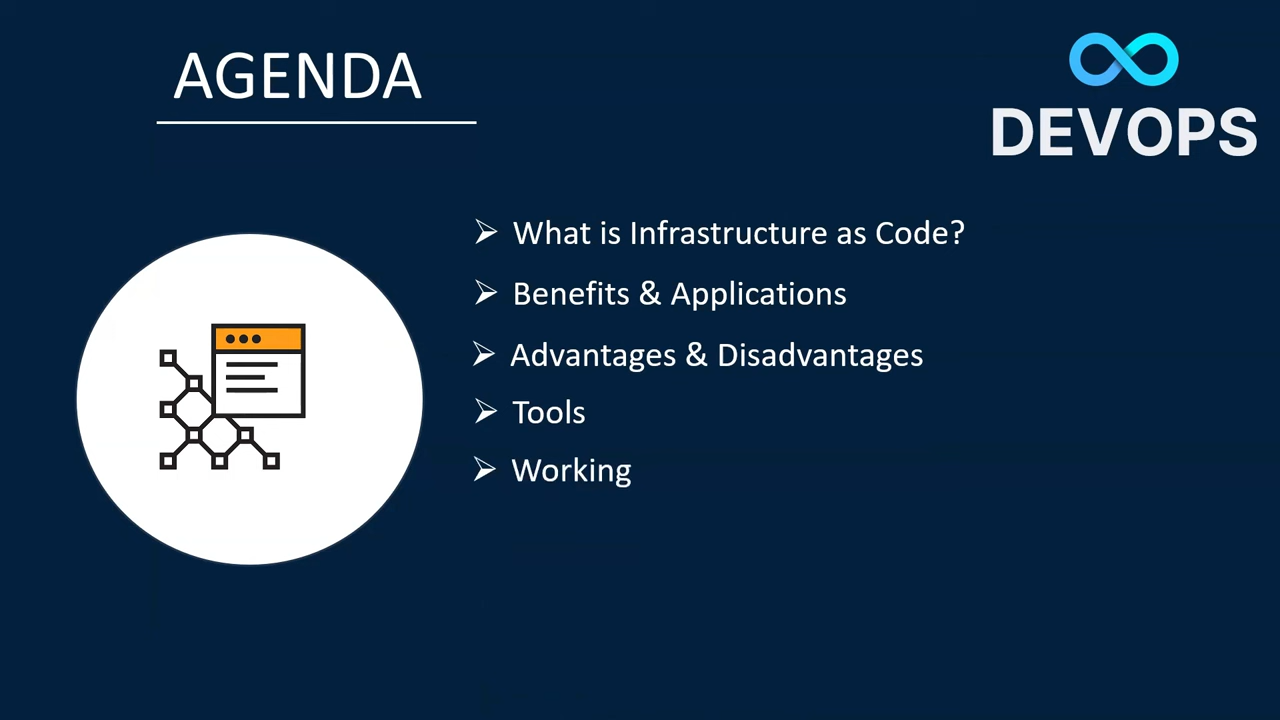 AGENDA
DEVOPS
What is Infrastructure as Code?
Benefits & Applications
Advantages & Disadvantages
Tools
Working